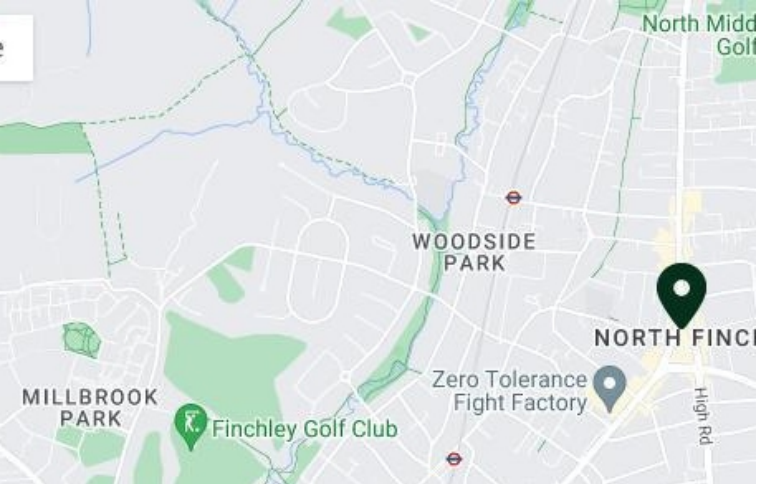 e
North Midd
Golf
WOODSIDE
PARK
NORTH FINC
Zero Tolerance
Fight Factory
High Rd
MILLBROOK
PARK
Finchley Golf Club